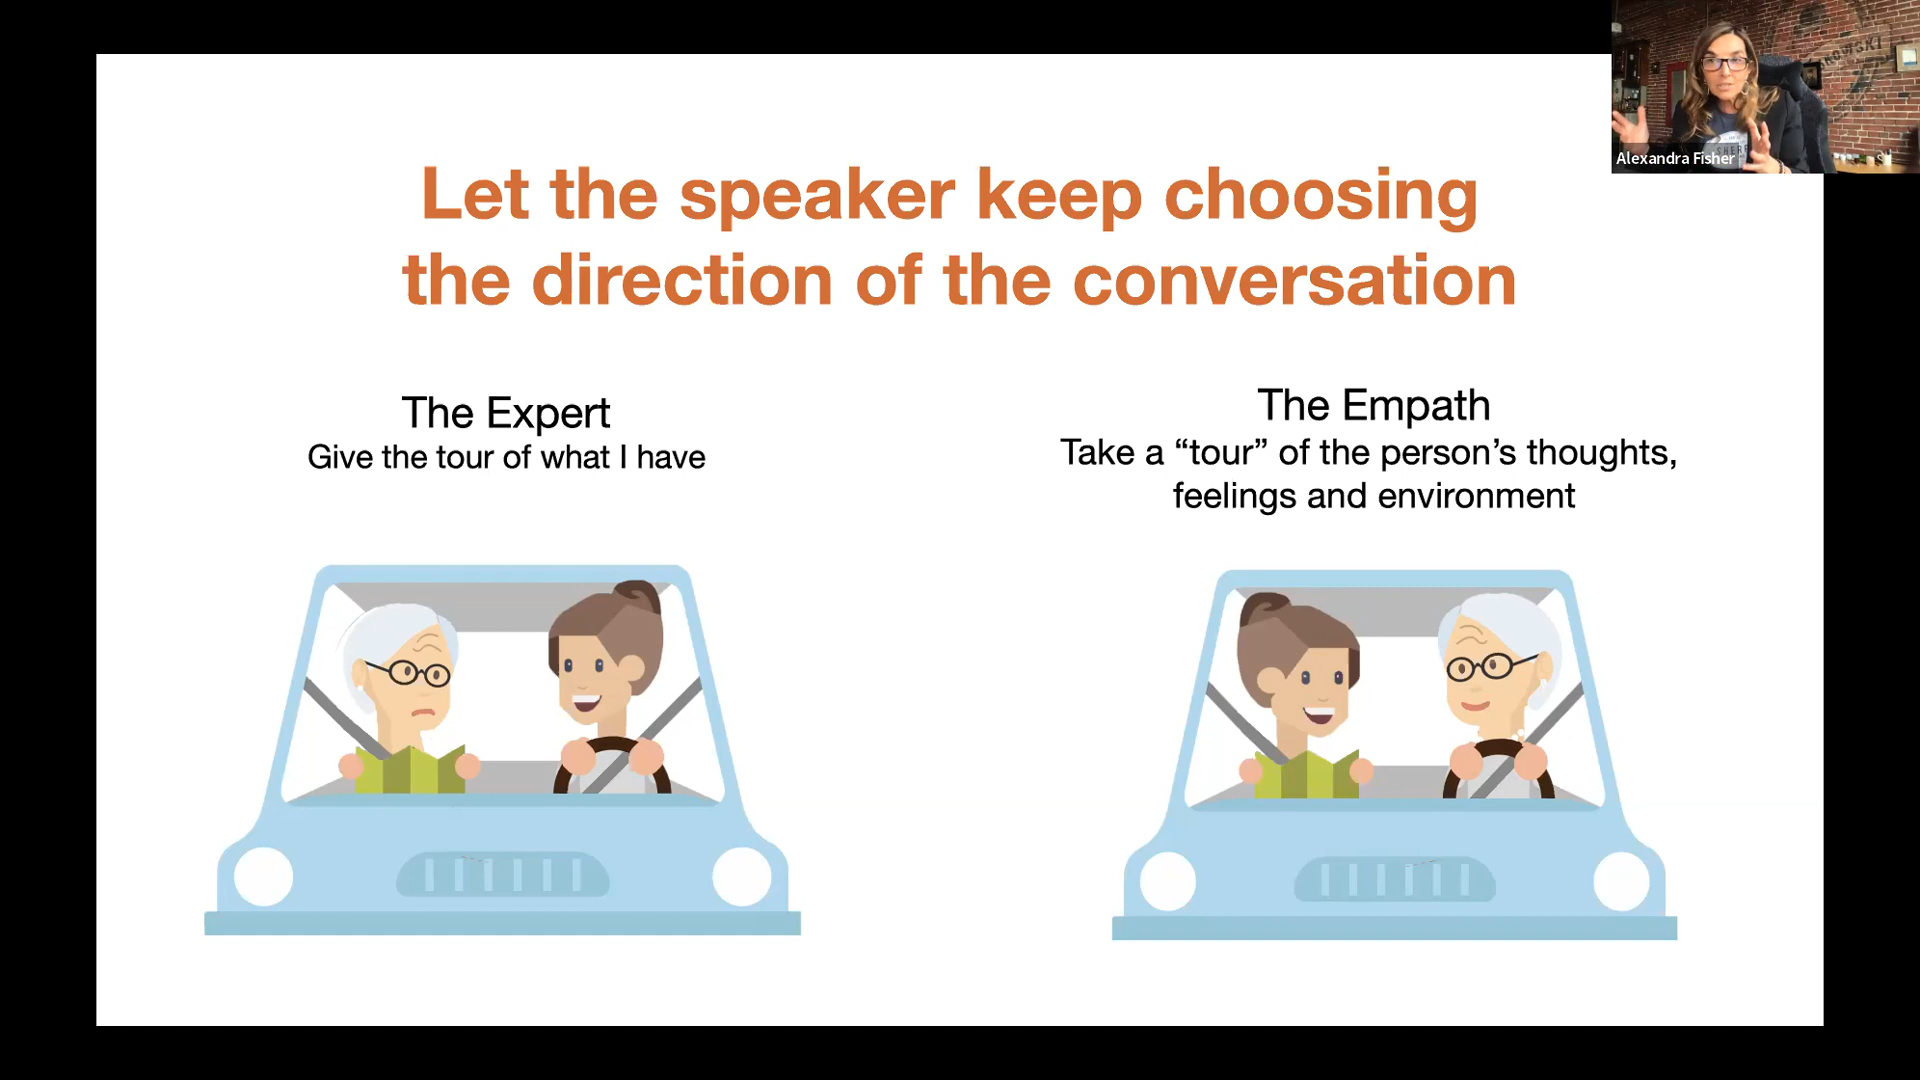 Let the speaker keep choosing
the direction of the conversation
The Expert
Give the tour of what I have
The Empath
Take a “tour” of the person’s thoughts,
feelings and environment
Alexandra Fisher